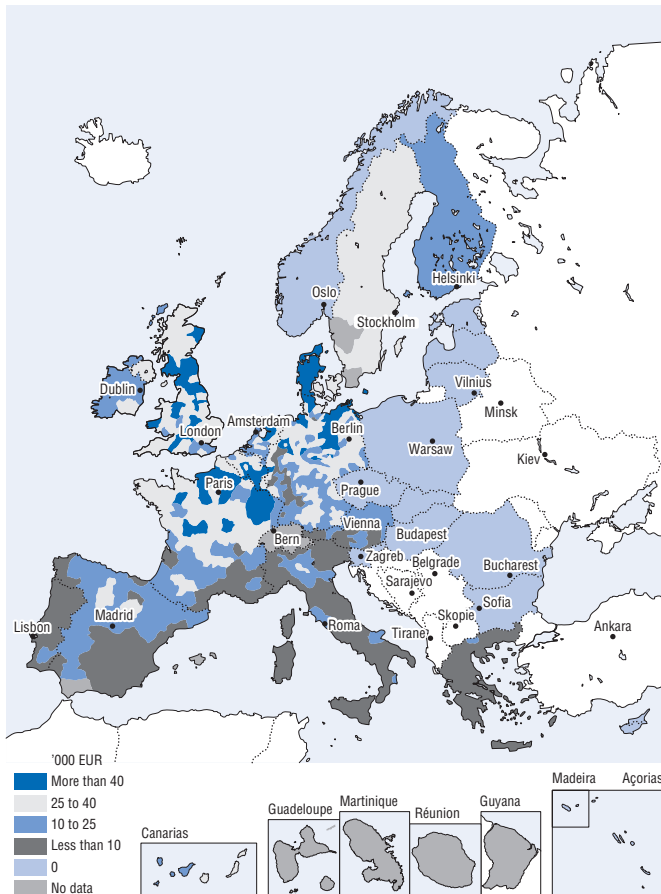 Oslo
Helsinki
Stockholm
Dublin
Vilnius
Minsk
London
Amsterdam
Berlin
Warsaw
Kiev
Paris
Prague
Vienna
Bern
Budapest
Zagreb
Belgrade
Bucharest
Sarajevo
Sofia
Lisbon
Madrid
Roma
Skopie
Tirane
Ankara
'000 EUR
More than 40
25 to 40
10 to 25
Less than 10
0
No data
Canarias
Guadeloupe
Martinique
Réunion
Guyana
Madeira
Açorias